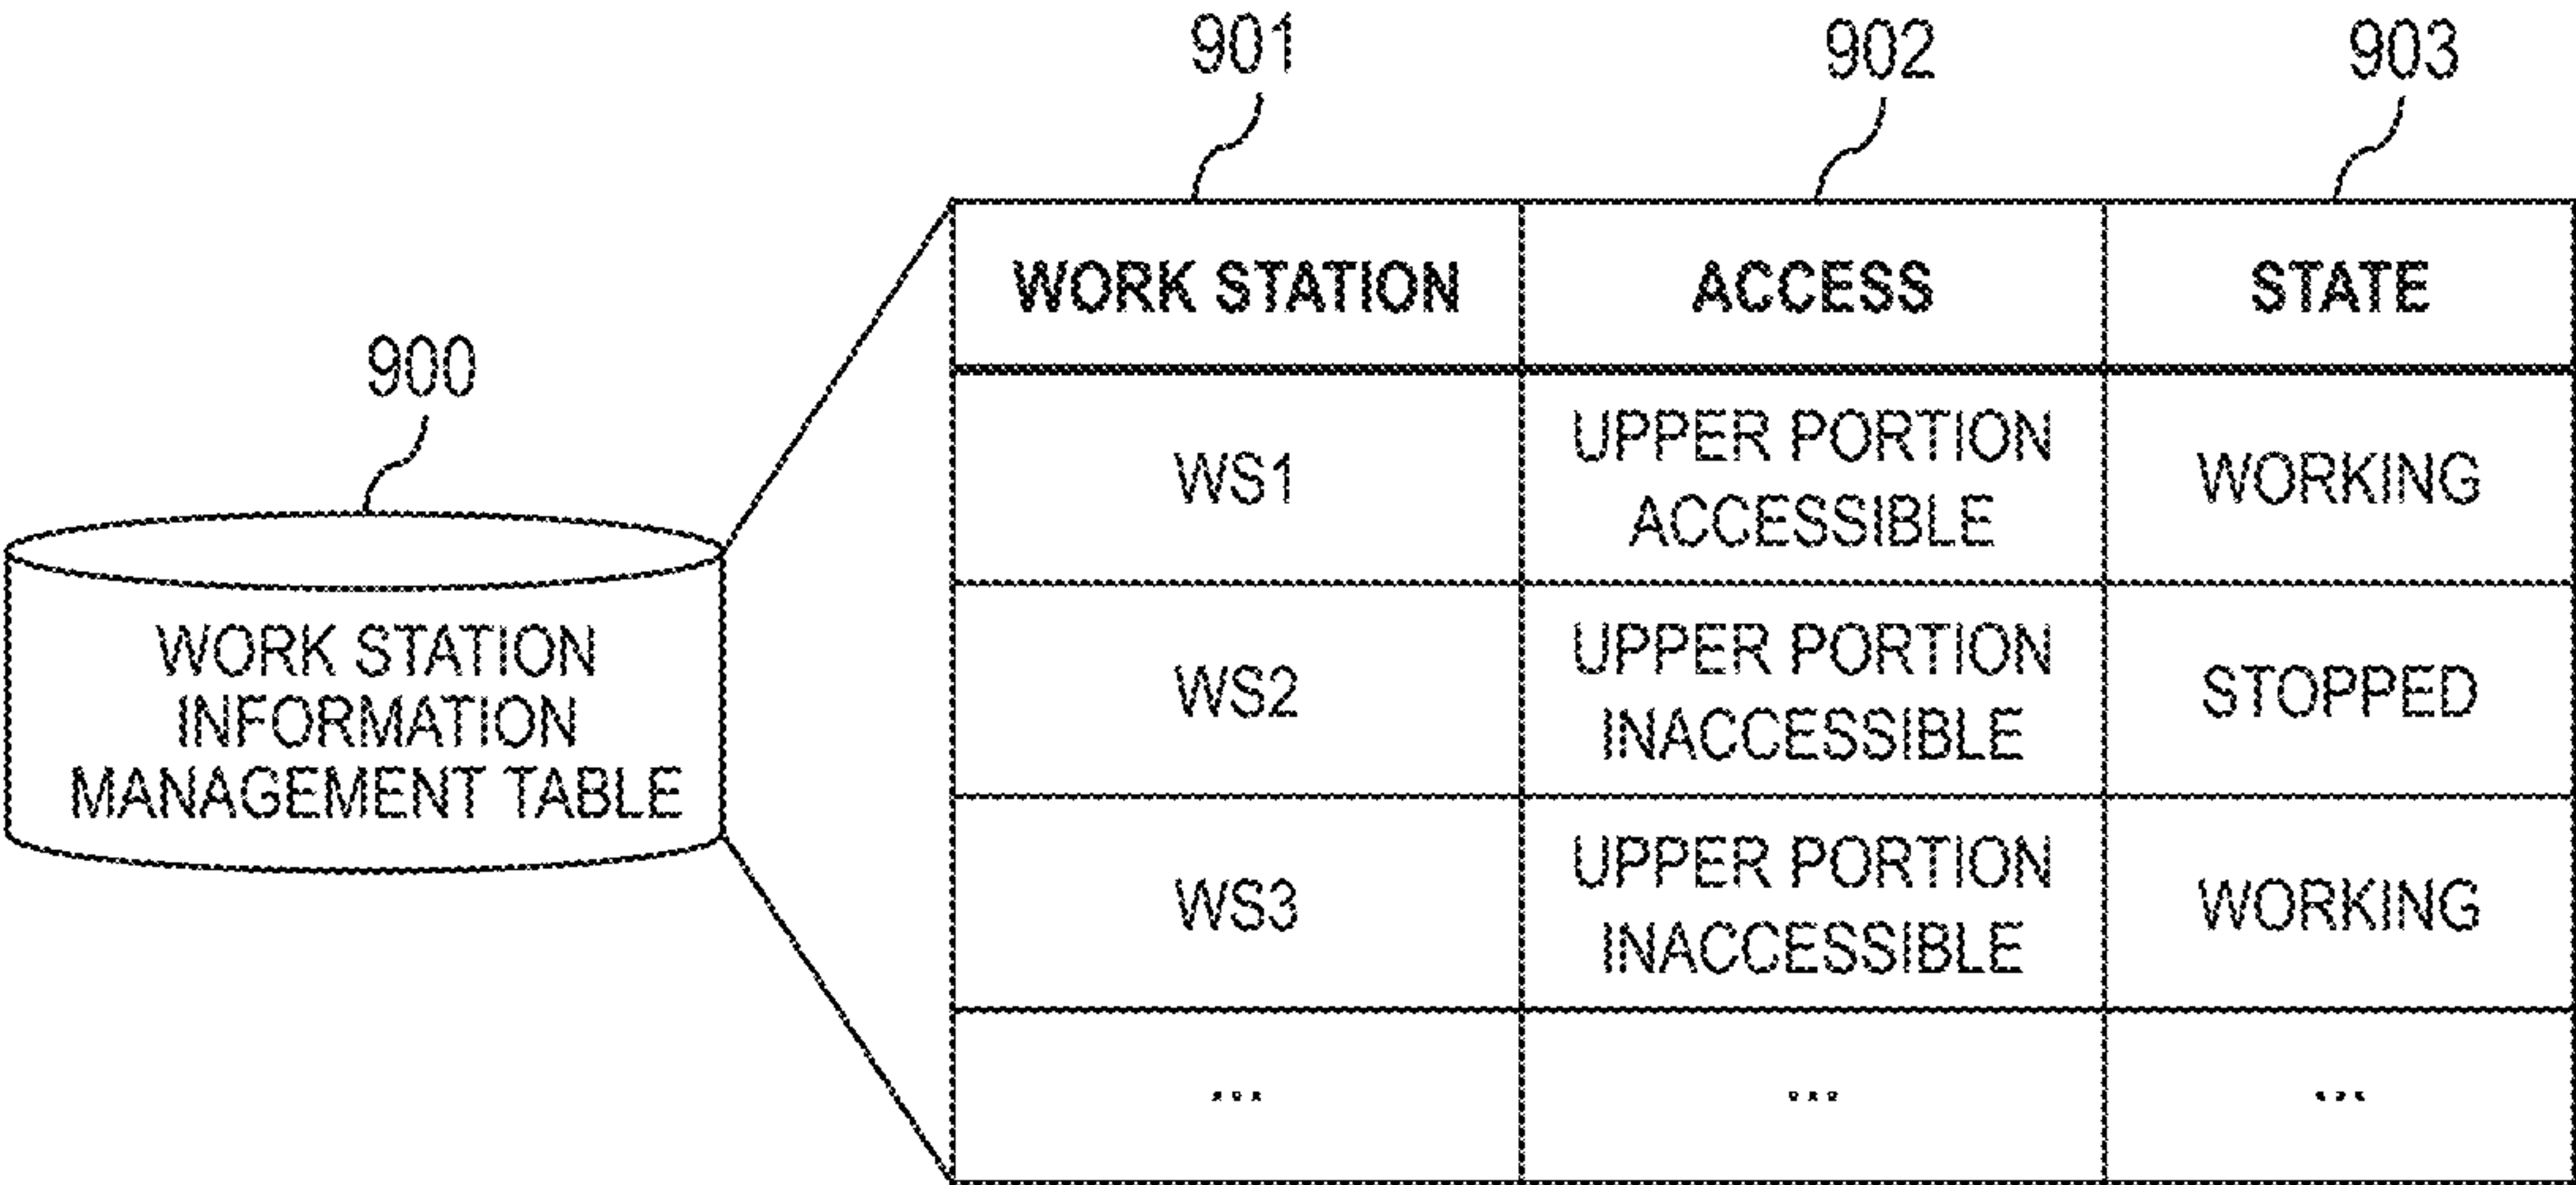 901
902
903
WORK STATION
ACCESS
STATE
900
WS1
UPPER PORTION
ACCESSIBLE
WORKING
WORK STATION
INFORMATION
MANAGEMENT TABLE
WS2
UPPER PORTION
INACCESSIBLE
STOPPED
WS3
UPPER PORTION
INACCESSIBLE
WORKING
...
...
...